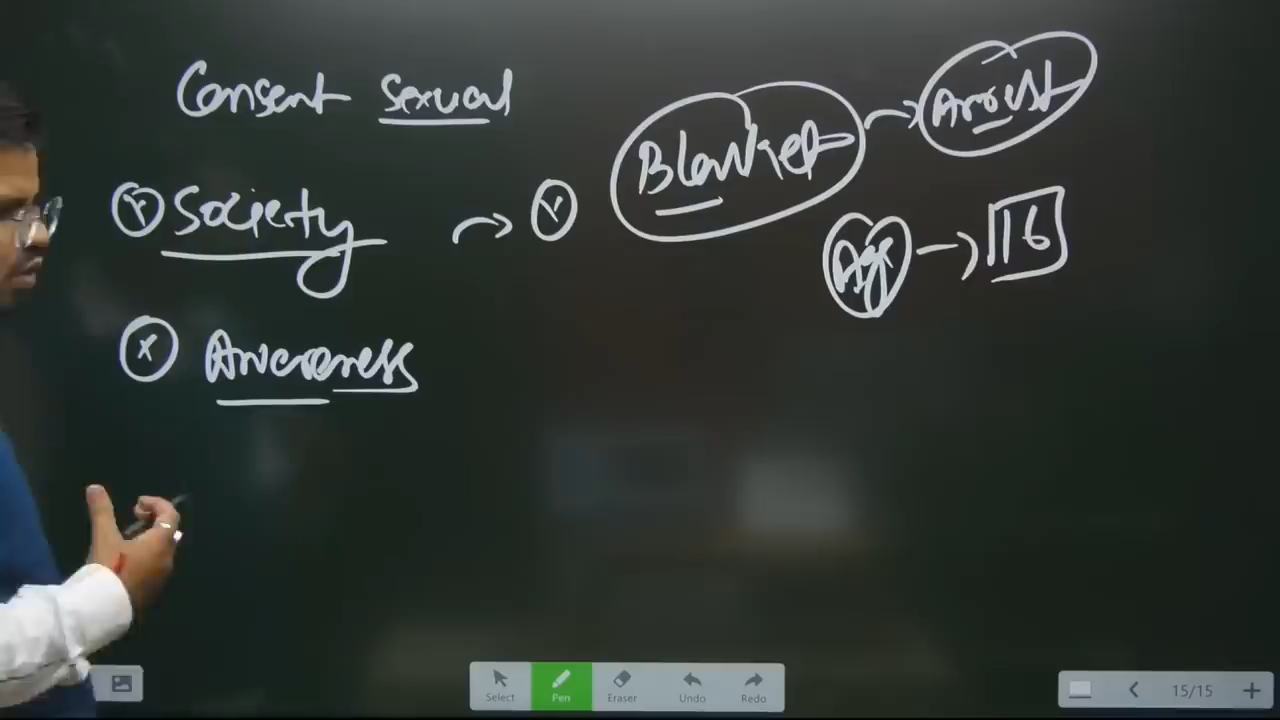 Consent Sexual
Blanket → Arrest
Society →
Age → 16
x Awareness
Select Pen Eraser Undo Redo
15/15